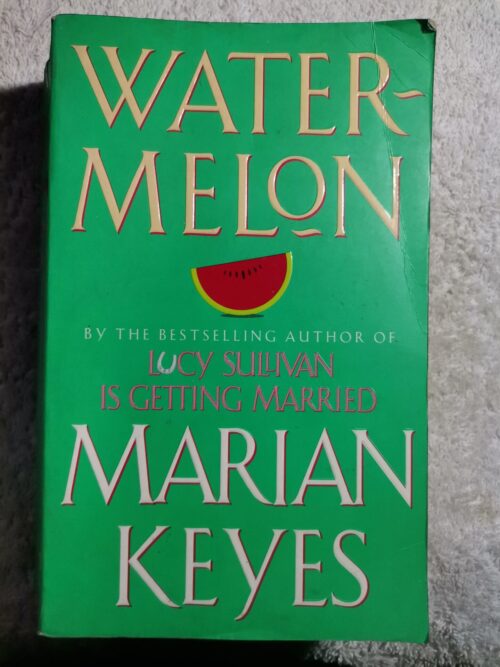 WATER-
MELON
BY THE BESTSELLING AUTHOR OF
LUCY SULLIVAN
IS GETTING MARRIED
MARIAN
KEYES